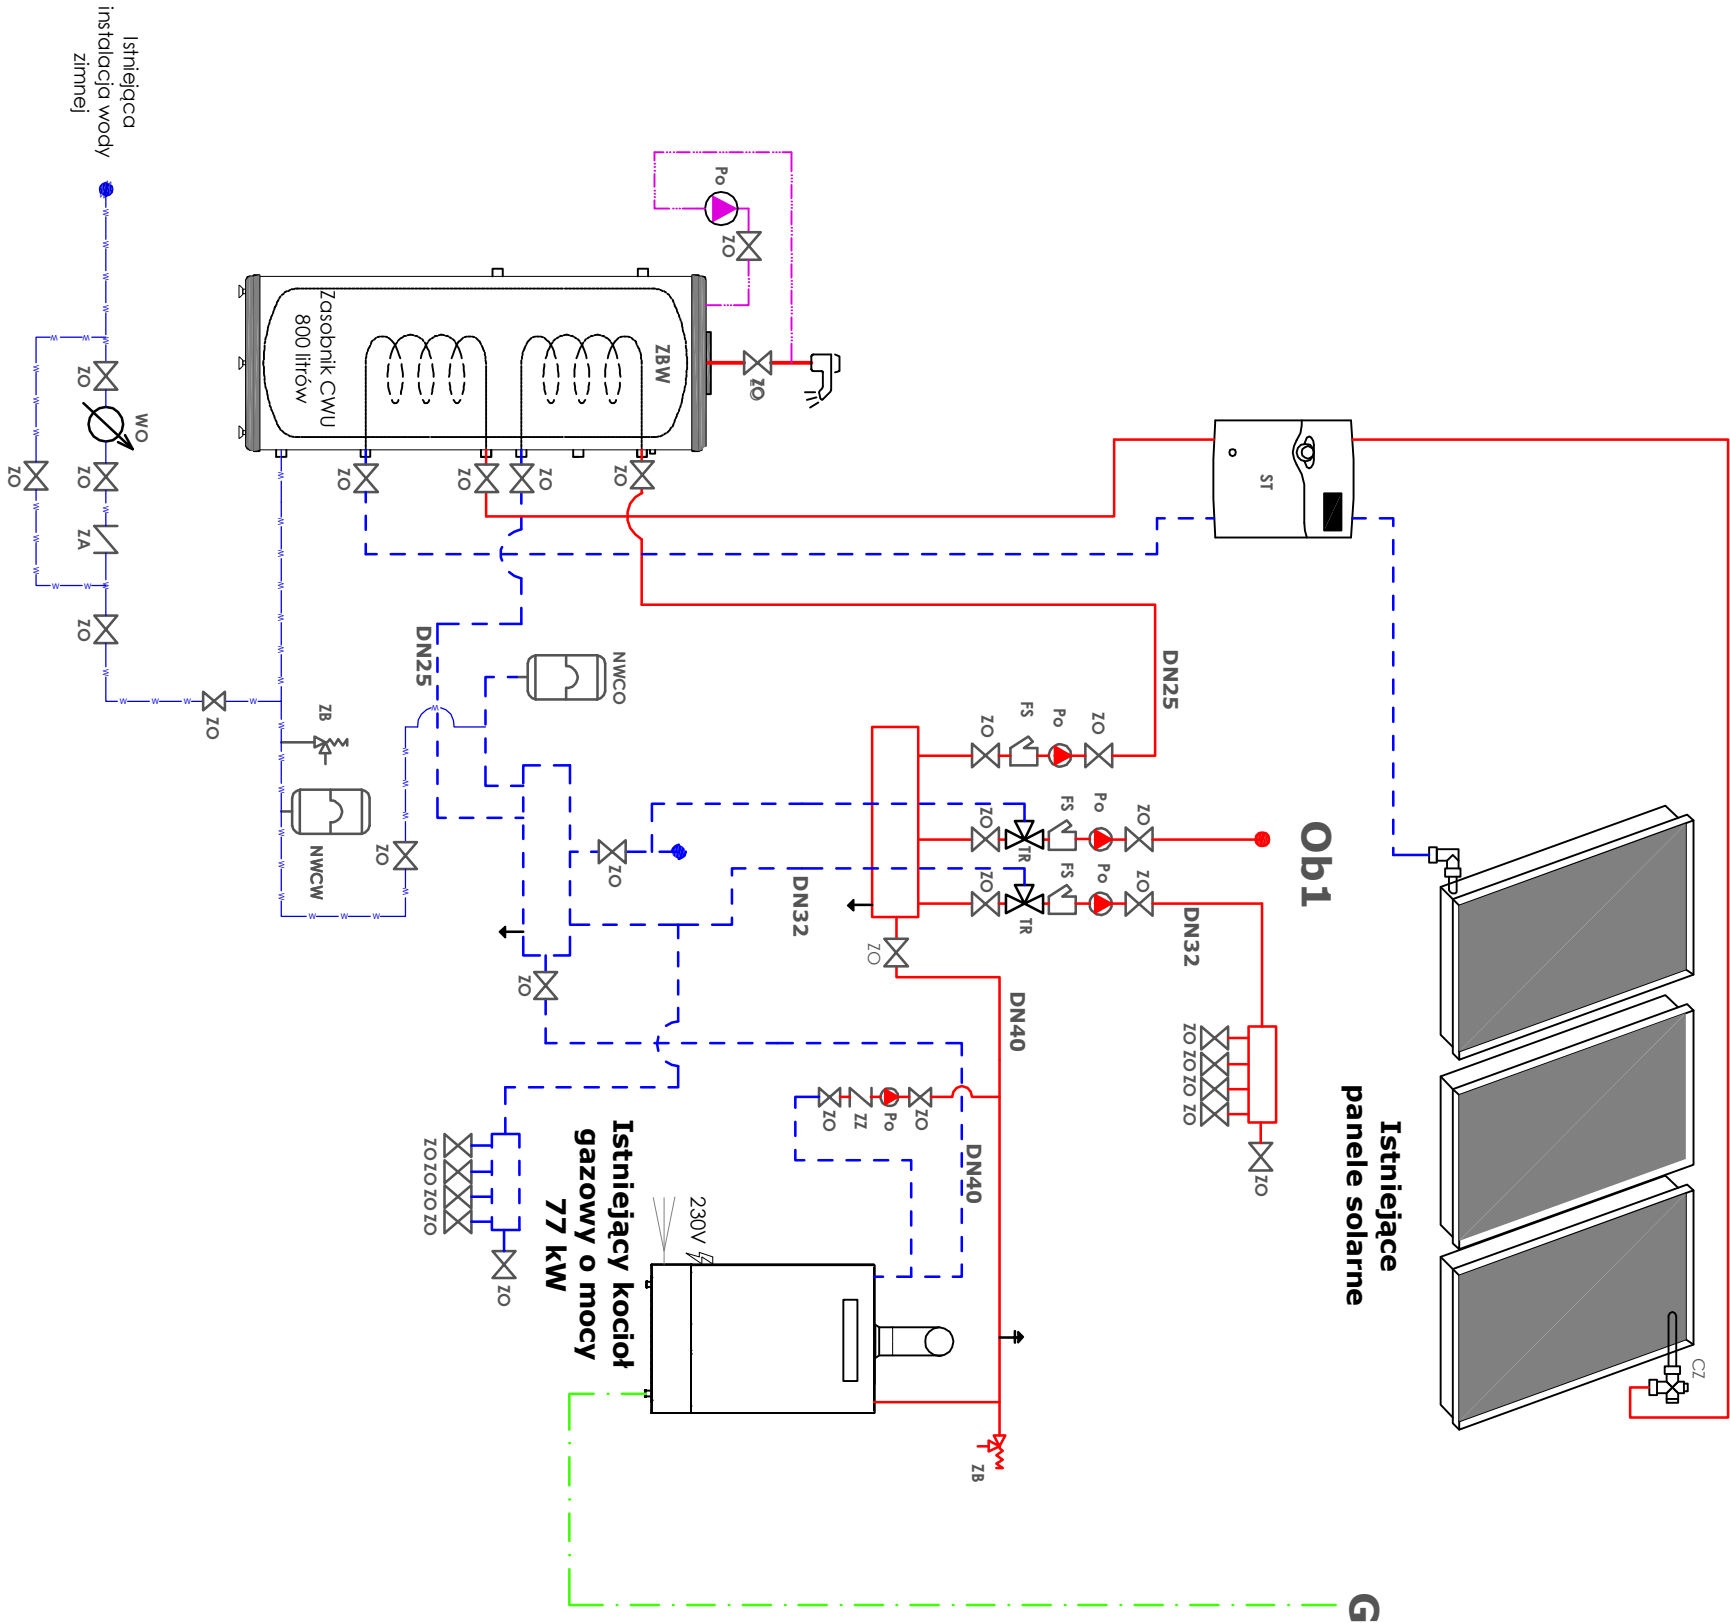 CZ
Istniejące
panele solarne
G
Ob1
ST
ZO
DN32
ZO ZO ZO ZO
DN25
ZO
ZO
ZO
Po
Po
Po
FS
FS
FS
TR
TR
DN40
ZO
ZO
ZO
ZB
DN40
ZO
Po
ZZ
ZO
ZO
DN32
ZO
ZO
Po
230V
ZBW
ZO
Istniejący kocioł
gazowy o mocy
77 kW
NWCO
ZO
ZO
ZO
ZO
ZO
ZO ZO ZO ZO
DN25
ZO
ZO
Zasobnik CWU
800 litrów
ZB
NWCW
ZO
WO
Istniejąca
instalacja wody
zimnej
ZO
ZO
ZA
ZO
ZO